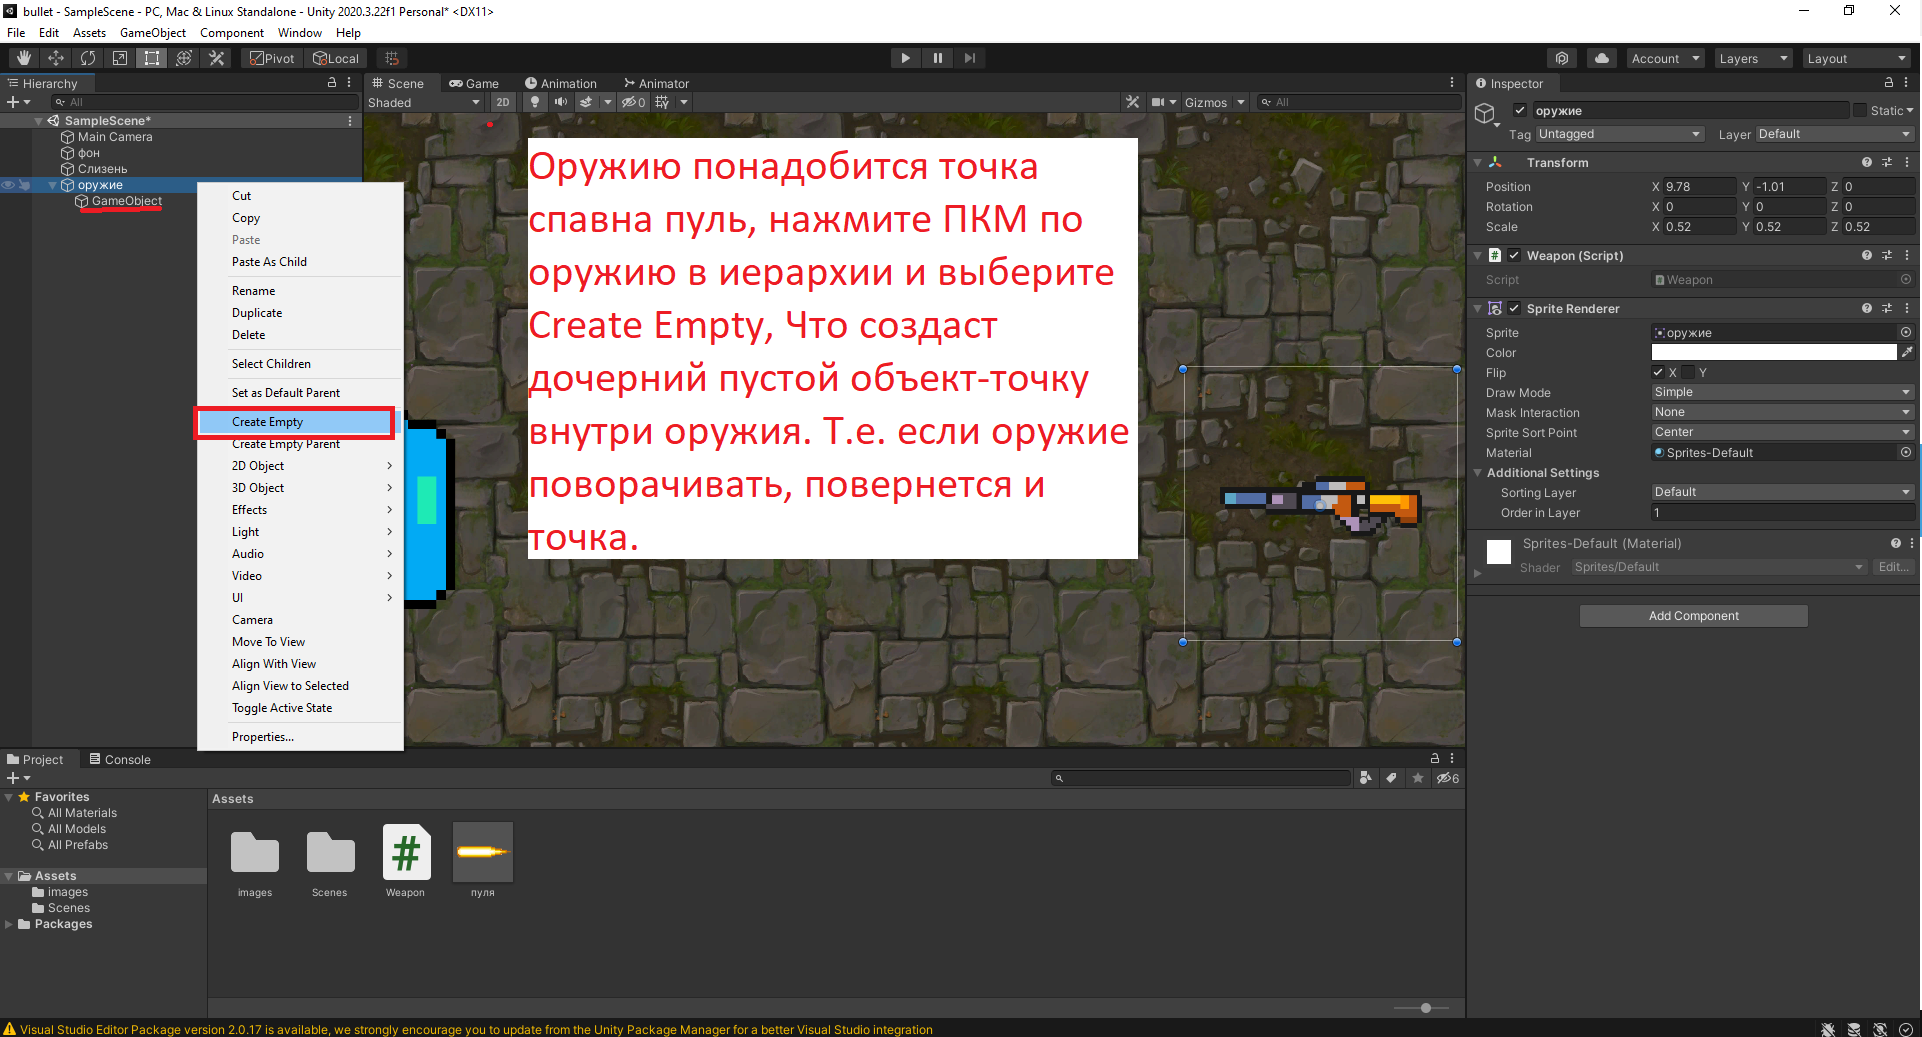 bullet - SampleScene - PC, Mac & Linux Standalone - Unity 2020.3.22f1 Personal* <DX11>
File Edit Assets GameObject Component Window Help
Pivot Local Account Layers Layout
Hierarchy
All
SampleScene*
Main Camera
фон
Слизень
оружие
GameObject
Cut
Copy
Paste
Paste As Child
Rename
Duplicate
Delete
Select Children
Set as Default Parent
Create Empty
Create Empty Parent
2D Object
3D Object
Effects
Light
Audio
Video
UI
Camera
Move To View
Align With View
Align View to Selected
Toggle Active State
Properties...
Scene Game Animation Animator
Shaded 2D 0 Gizmos All
Оружию понадобится точка
спавна пуль, нажмите ПКМ по
оружию в иерархии и выберите
Create Empty, Что создаст
дочерний пустой объект-точку
внутри оружия. Т.е. если оружие
поворачивать, повернется и
точка.
Inspector
оружие Static
Tag Untagged Layer Default
Transform
Position X 9.78 Y -1.01 Z 0
Rotation X 0 Y 0 Z 0
Scale X 0.52 Y 0.52 Z 0.52
# Weapon (Script)
Script Weapon
Sprite Renderer
Sprite оружие
Color
Flip X Y
Draw Mode Simple
Mask Interaction None
Sprite Sort Point Center
Material Sprites-Default
Additional Settings
Sorting Layer Default
Order in Layer 1
Sprites-Default (Material)
Shader Sprites/Default Edit...
Add Component
Project Console
6
Favorites
All Materials
All Models
All Prefabs
Assets
images
Scenes
Packages
Assets
#
images Scenes Weapon пуля
Visual Studio Editor Package version 2.0.17 is available, we strongly encourage you to update from the Unity Package Manager for a better Visual Studio integration